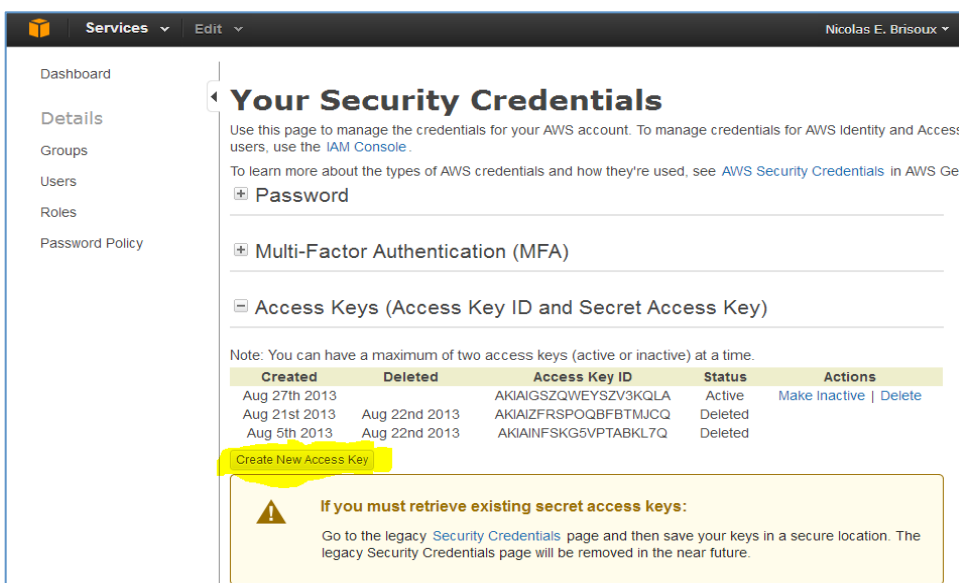 Services Edit Nicolas E. Brisoux
Dashboard
Details
Groups
Users
Roles
Password Policy
Your Security Credentials
Use this page to manage the credentials for your AWS account. To manage credentials for AWS Identity and Access
users, use the IAM Console.
To learn more about the types of AWS credentials and how they're used, see AWS Security Credentials in AWS Ge
Password
Multi-Factor Authentication (MFA)
Access Keys (Access Key ID and Secret Access Key)
Note: You can have a maximum of two access keys (active or inactive) at a time.
Created Deleted Access Key ID Status Actions
Aug 27th 2013 AKIAIGSZQWEYSZV3KQLA Active Make Inactive | Delete
Aug 21st 2013 Aug 22nd 2013 AKIAIZFRSPOQBFBTMJCQ Deleted
Aug 5th 2013 Aug 22nd 2013 AKIAINFSKG5VPTABKL7Q Deleted
Create New Access Key
If you must retrieve existing secret access keys:
Go to the legacy Security Credentials page and then save your keys in a secure location. The
legacy Security Credentials page will be removed in the near future.